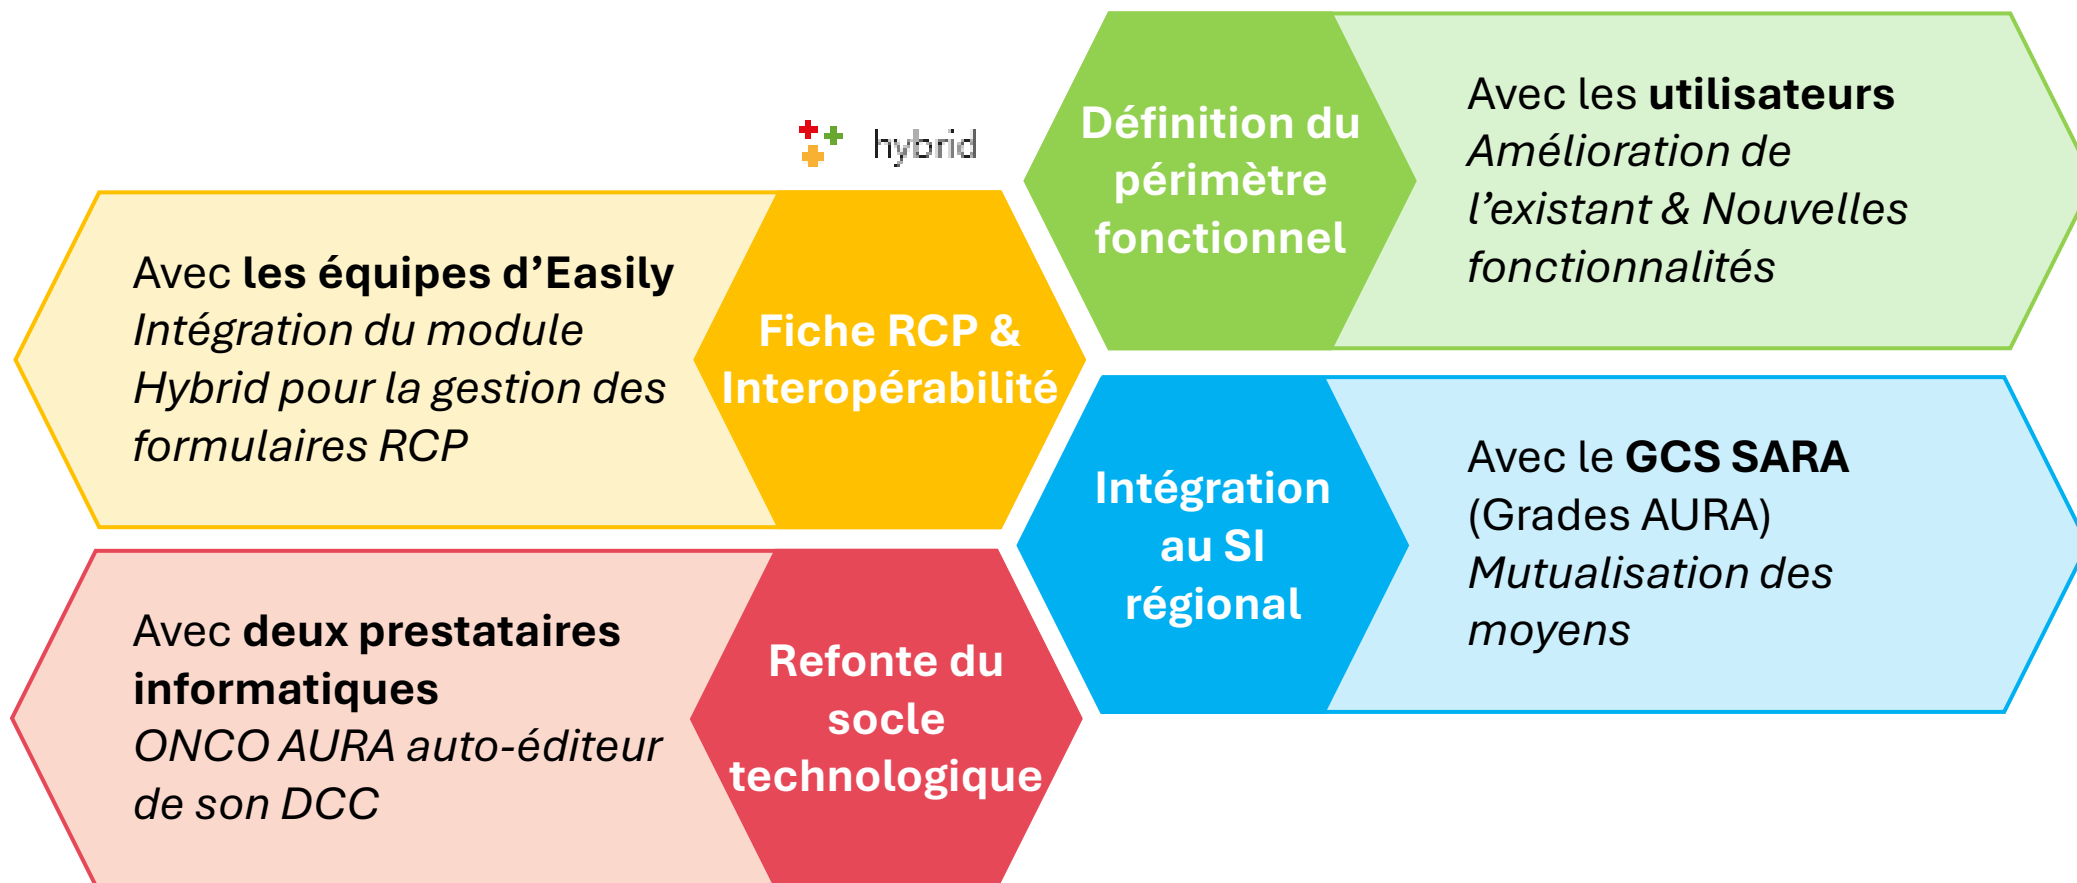 hybrid
Définition du
périmètre
fonctionnel
Avec les utilisateurs
Amélioration de
l’existant & Nouvelles
fonctionnalités
Avec les équipes d’Easily
Intégration du module
Hybrid pour la gestion des
formulaires RCP
Fiche RCP &
Interopérabilité
Intégration
au SI
régional
Avec le GCS SARA
(Grades AURA)
Mutualisation des
moyens
Avec deux prestataires
informatiques
ONCO AURA auto-éditeur
de son DCC
Refonte du
socle
technologique